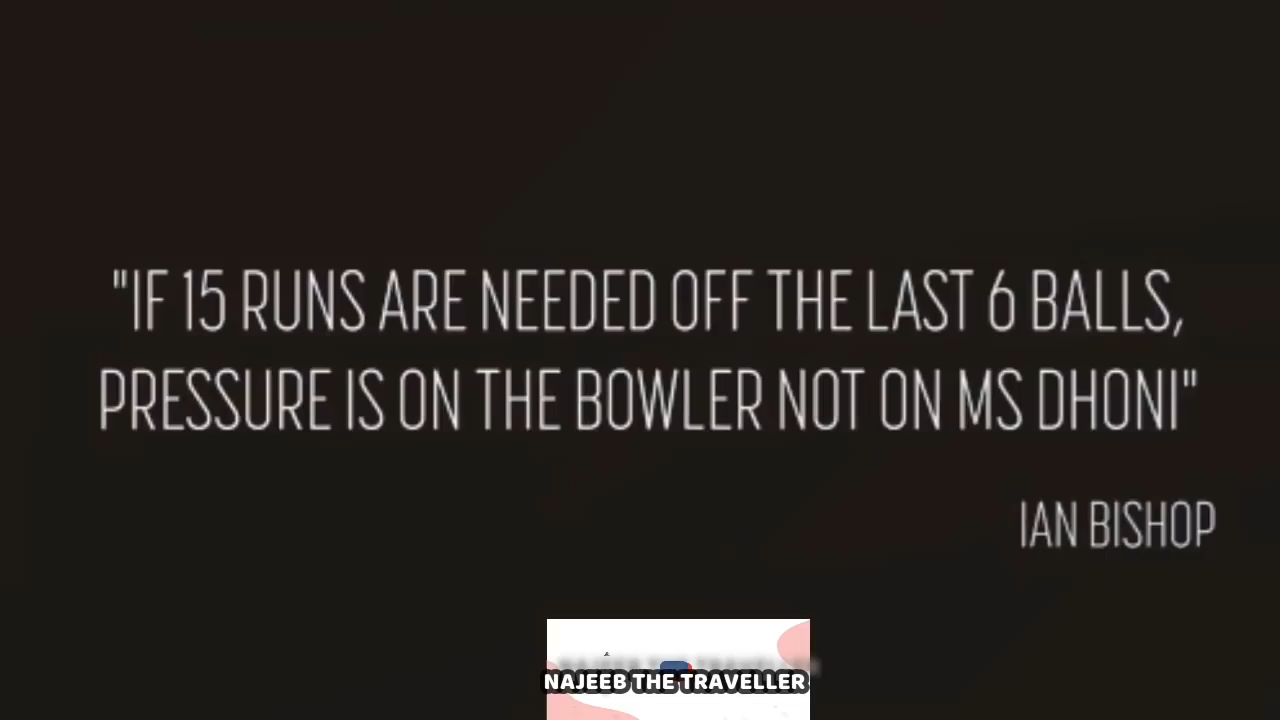 "IF 15 RUNS ARE NEEDED OFF THE LAST 6 BALLS,
PRESSURE IS ON THE BOWLER NOT ON MS DHONI"
IAN BISHOP
NAJEEB THE TRAVELLER